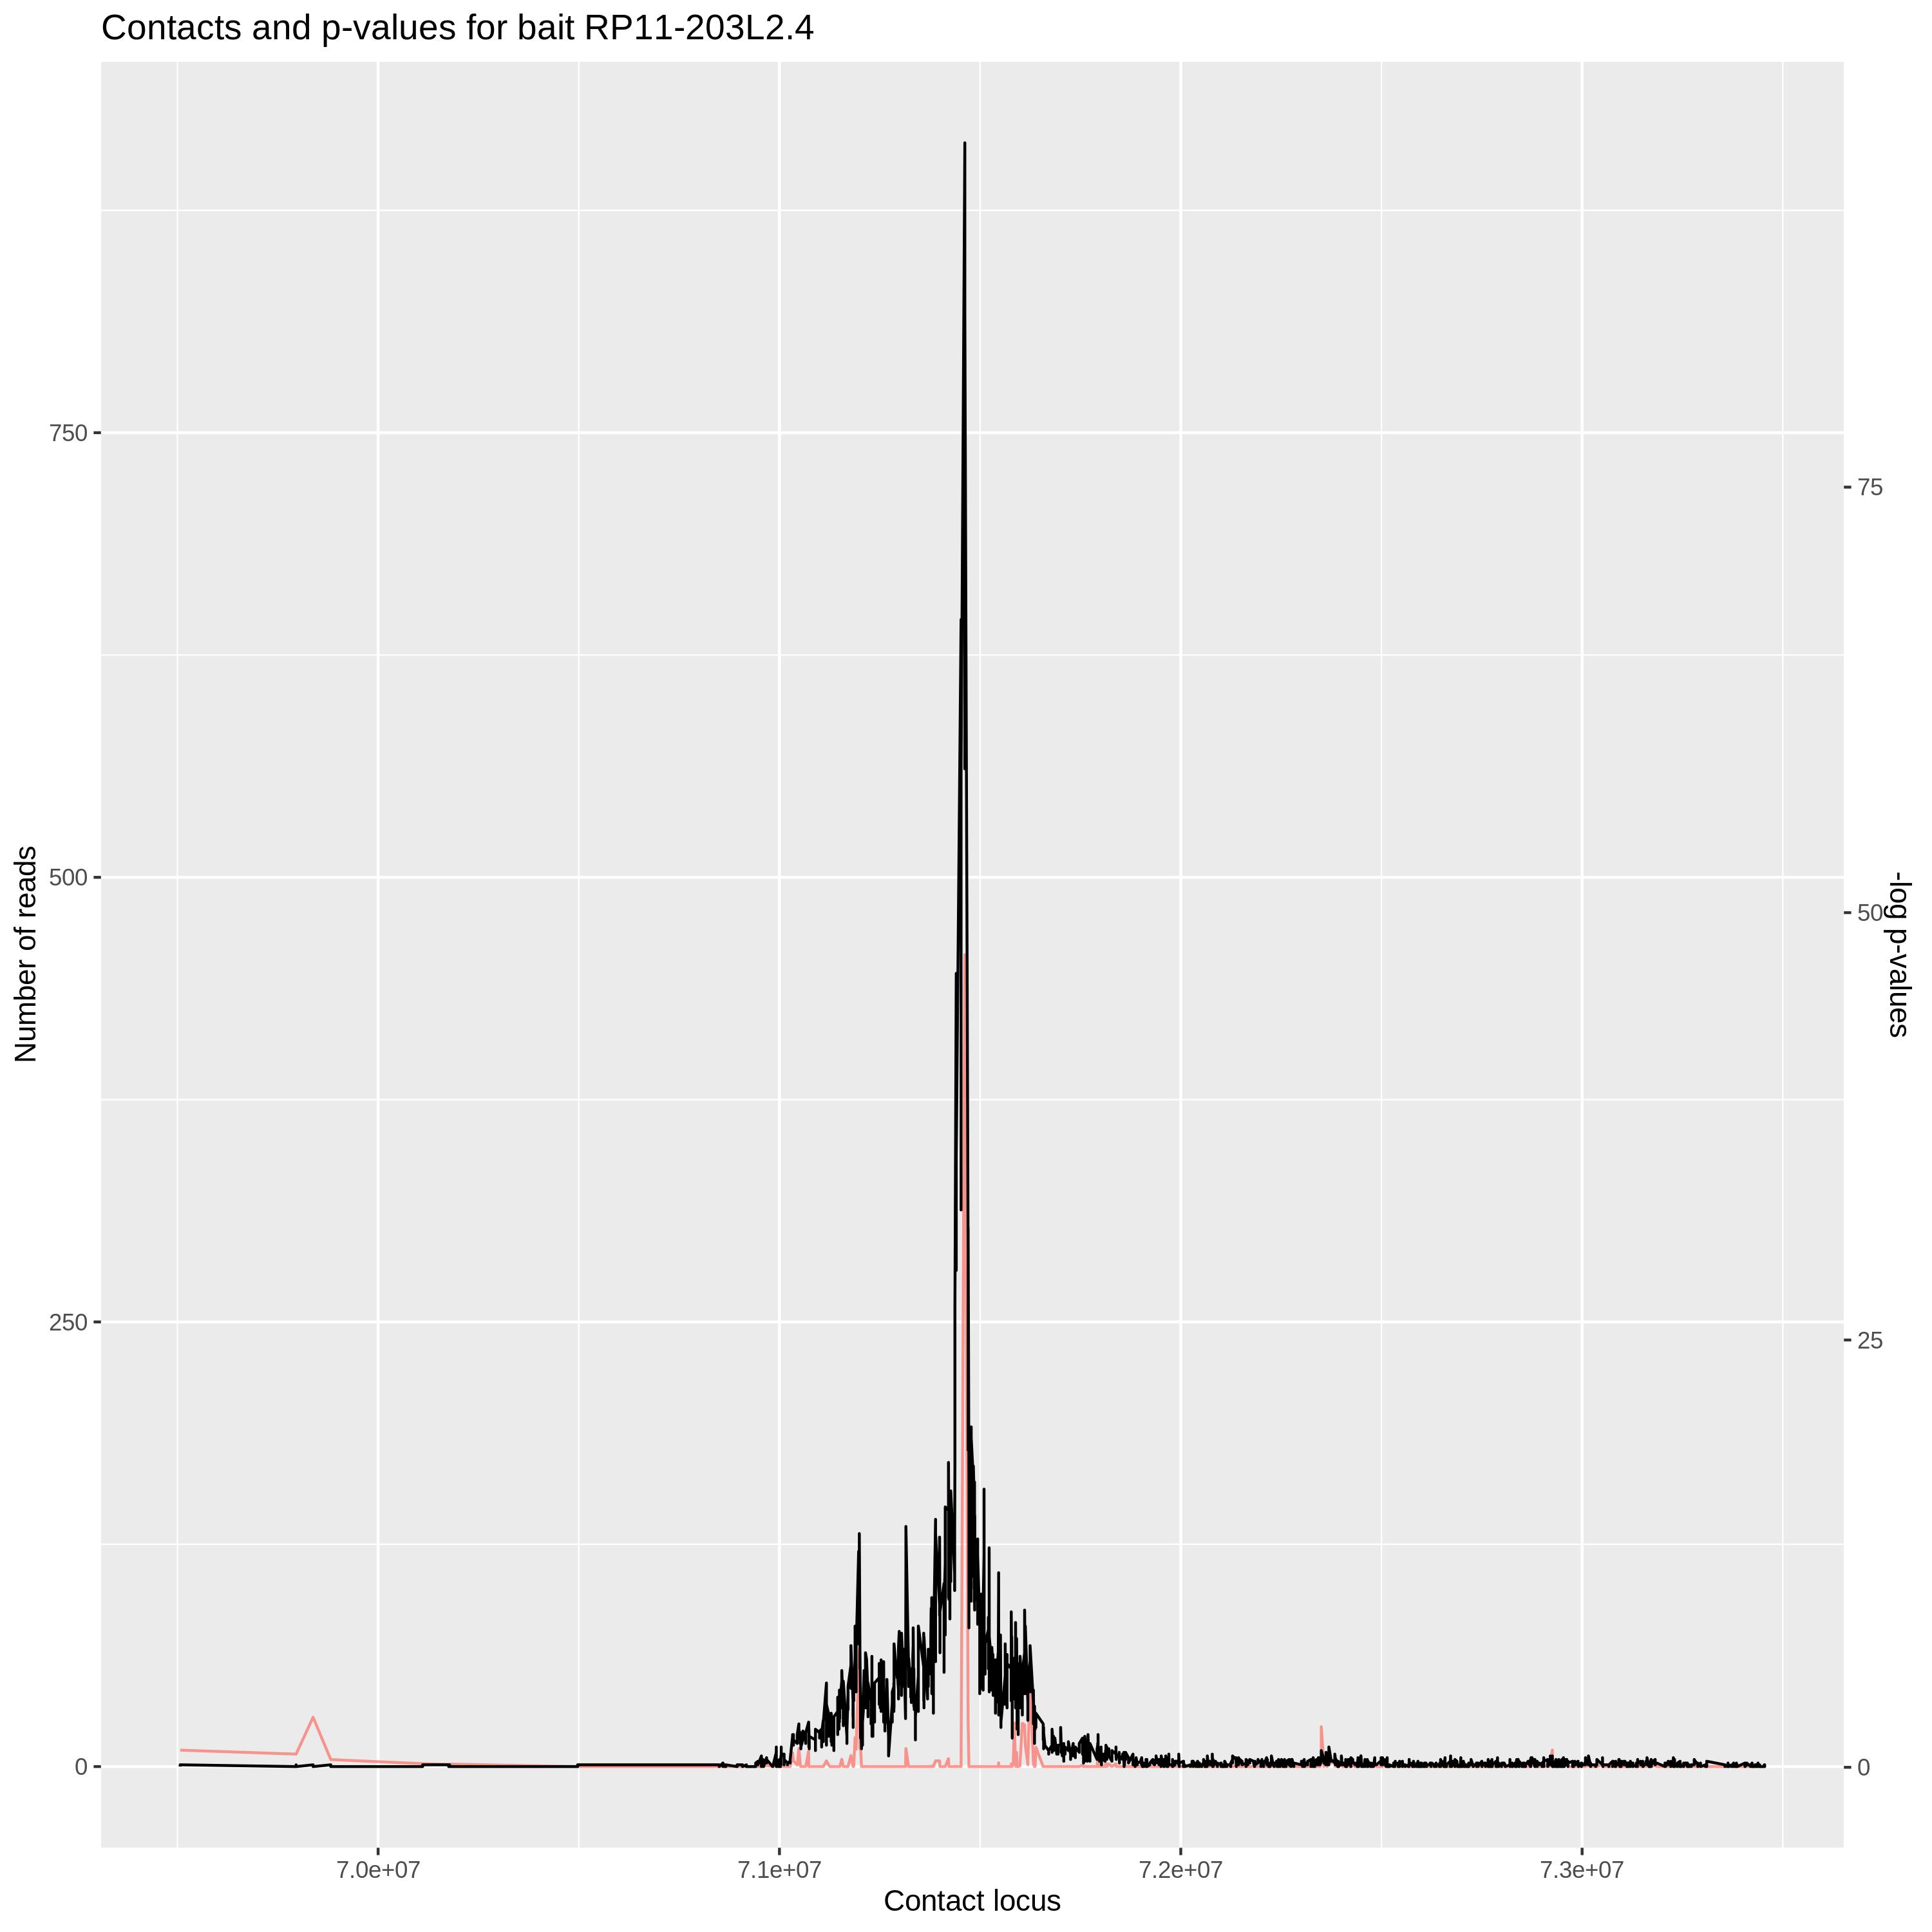 Contacts and p-values for bait RP11-203L2.4
Number of reads
750
500
250
0
75
50
25
0
-log p-values
7.0e+07
7.1e+07
7.2e+07
7.3e+07
Contact locus